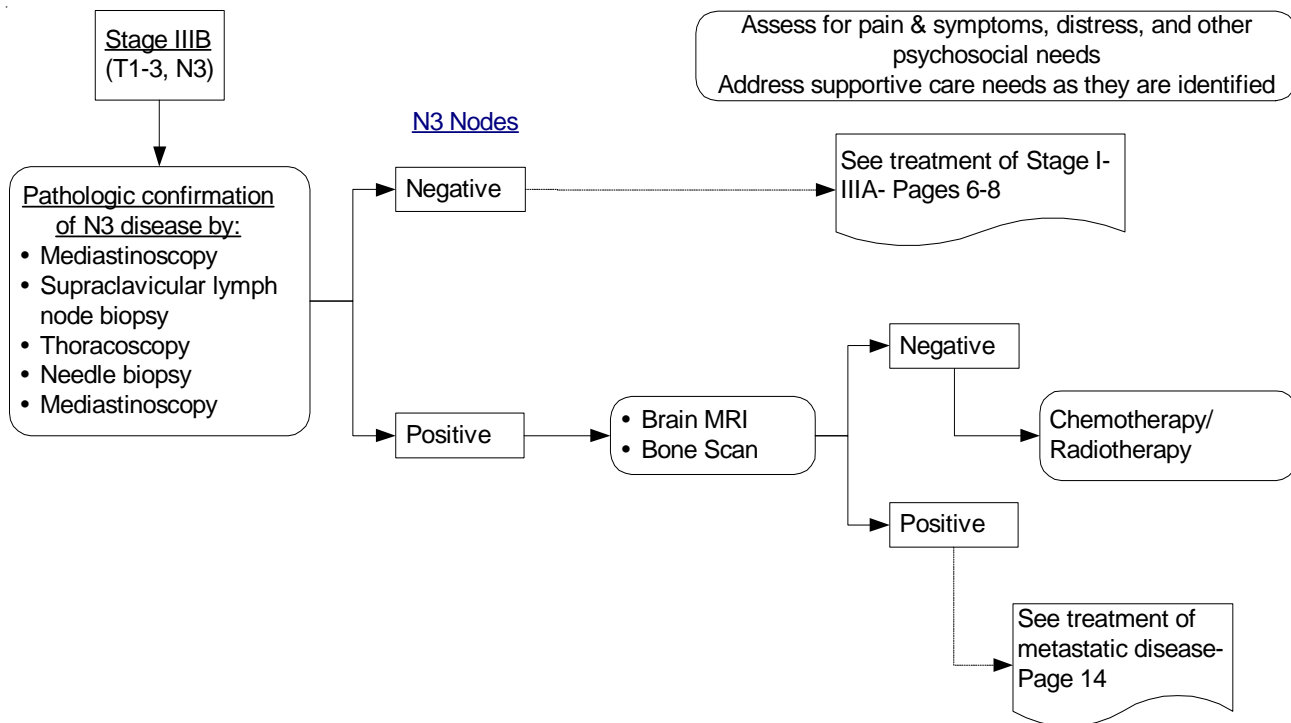 Stage IIIB
(T1-3, N3)
Assess for pain & symptoms, distress, and other
psychosocial needs
Address supportive care needs as they are identified
N3 Nodes
Pathologic confirmation
of N3 disease by:
• Mediastinoscopy
• Supraclavicular lymph
node biopsy
• Thoracoscopy
• Needle biopsy
• Mediastinoscopy
Negative
See treatment of Stage I-
IIIA- Pages 6-8
Positive
• Brain MRI
• Bone Scan
Negative
Chemotherapy/
Radiotherapy
Positive
See treatment of
metastatic disease-
Page 14